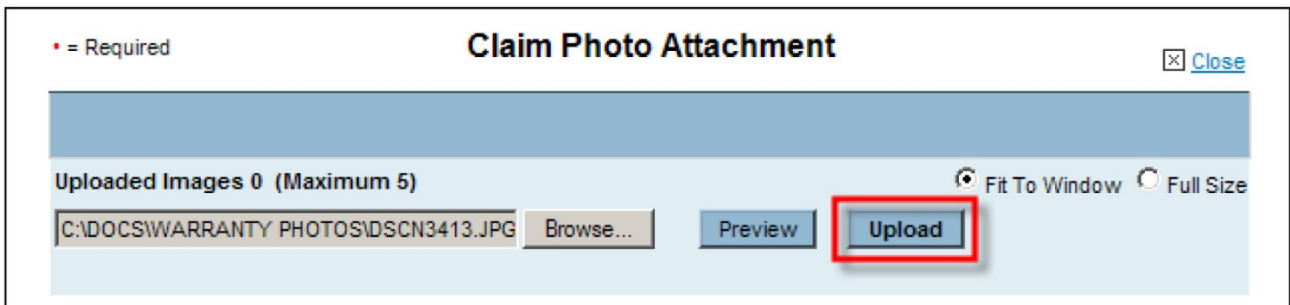 • = Required
Claim Photo Attachment
Close
Uploaded Images 0 (Maximum 5)
Fit To Window
Full Size
C:\DOCS\WARRANTY PHOTOS\DSCN3413.JPG
Browse...
Preview
Upload